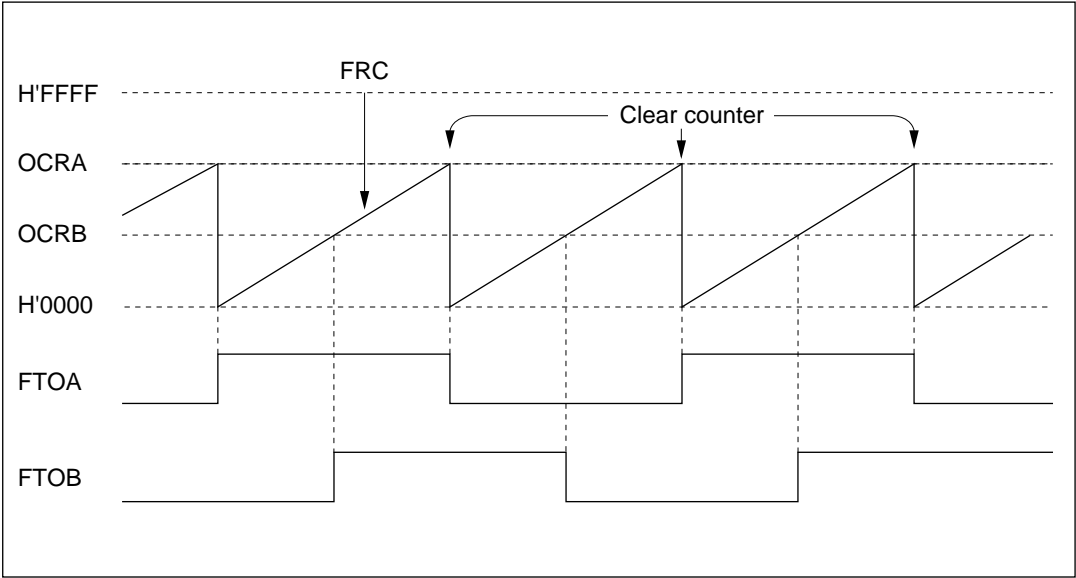 FRC
H'FFFF
Clear counter
OCRA
OCRB
H'0000
FTOA
FTOB